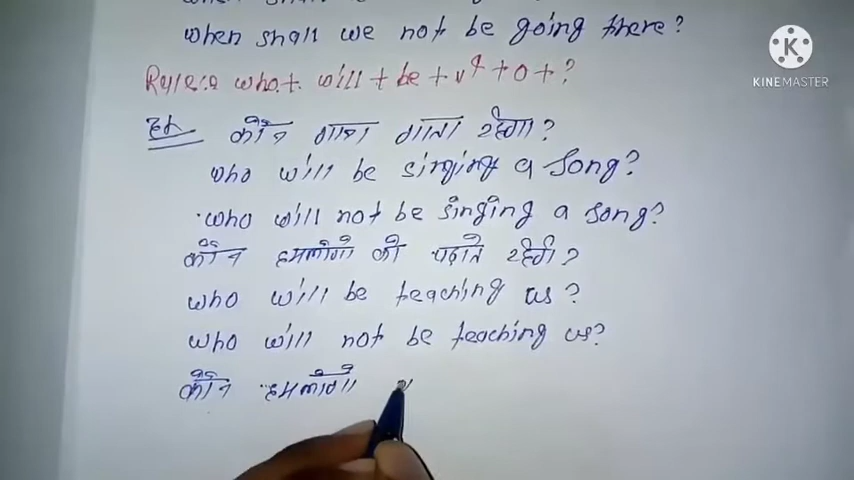 when shall we not be going there?
KINEMASTER
Rule:2 who + will + be + v⁴ + o + ?
Ex कौन गाना गाता रहेगा?
who will be singing a song?
who will not be singing a song?
कौन हमलोगों को पढ़ाते रहेंगे?
who will be teaching us?
who will not be teaching us?
कौन हमलोगों